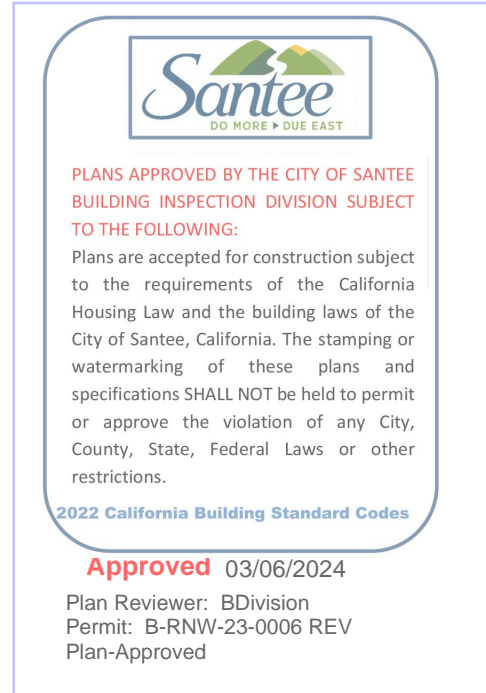 Santee
DO MORE ▶ DUE EAST
PLANS APPROVED BY THE CITY OF SANTEE
BUILDING INSPECTION DIVISION SUBJECT
TO THE FOLLOWING:
Plans are accepted for construction subject
to the requirements of the California
Housing Law and the building laws of the
City of Santee, California. The stamping or
watermarking of these plans and
specifications SHALL NOT be held to permit
or approve the violation of any City,
County, State, Federal Laws or other
restrictions.
2022 California Building Standard Codes
Approved 03/06/2024
Plan Reviewer: BDivision
Permit: B-RNW-23-0006 REV
Plan-Approved